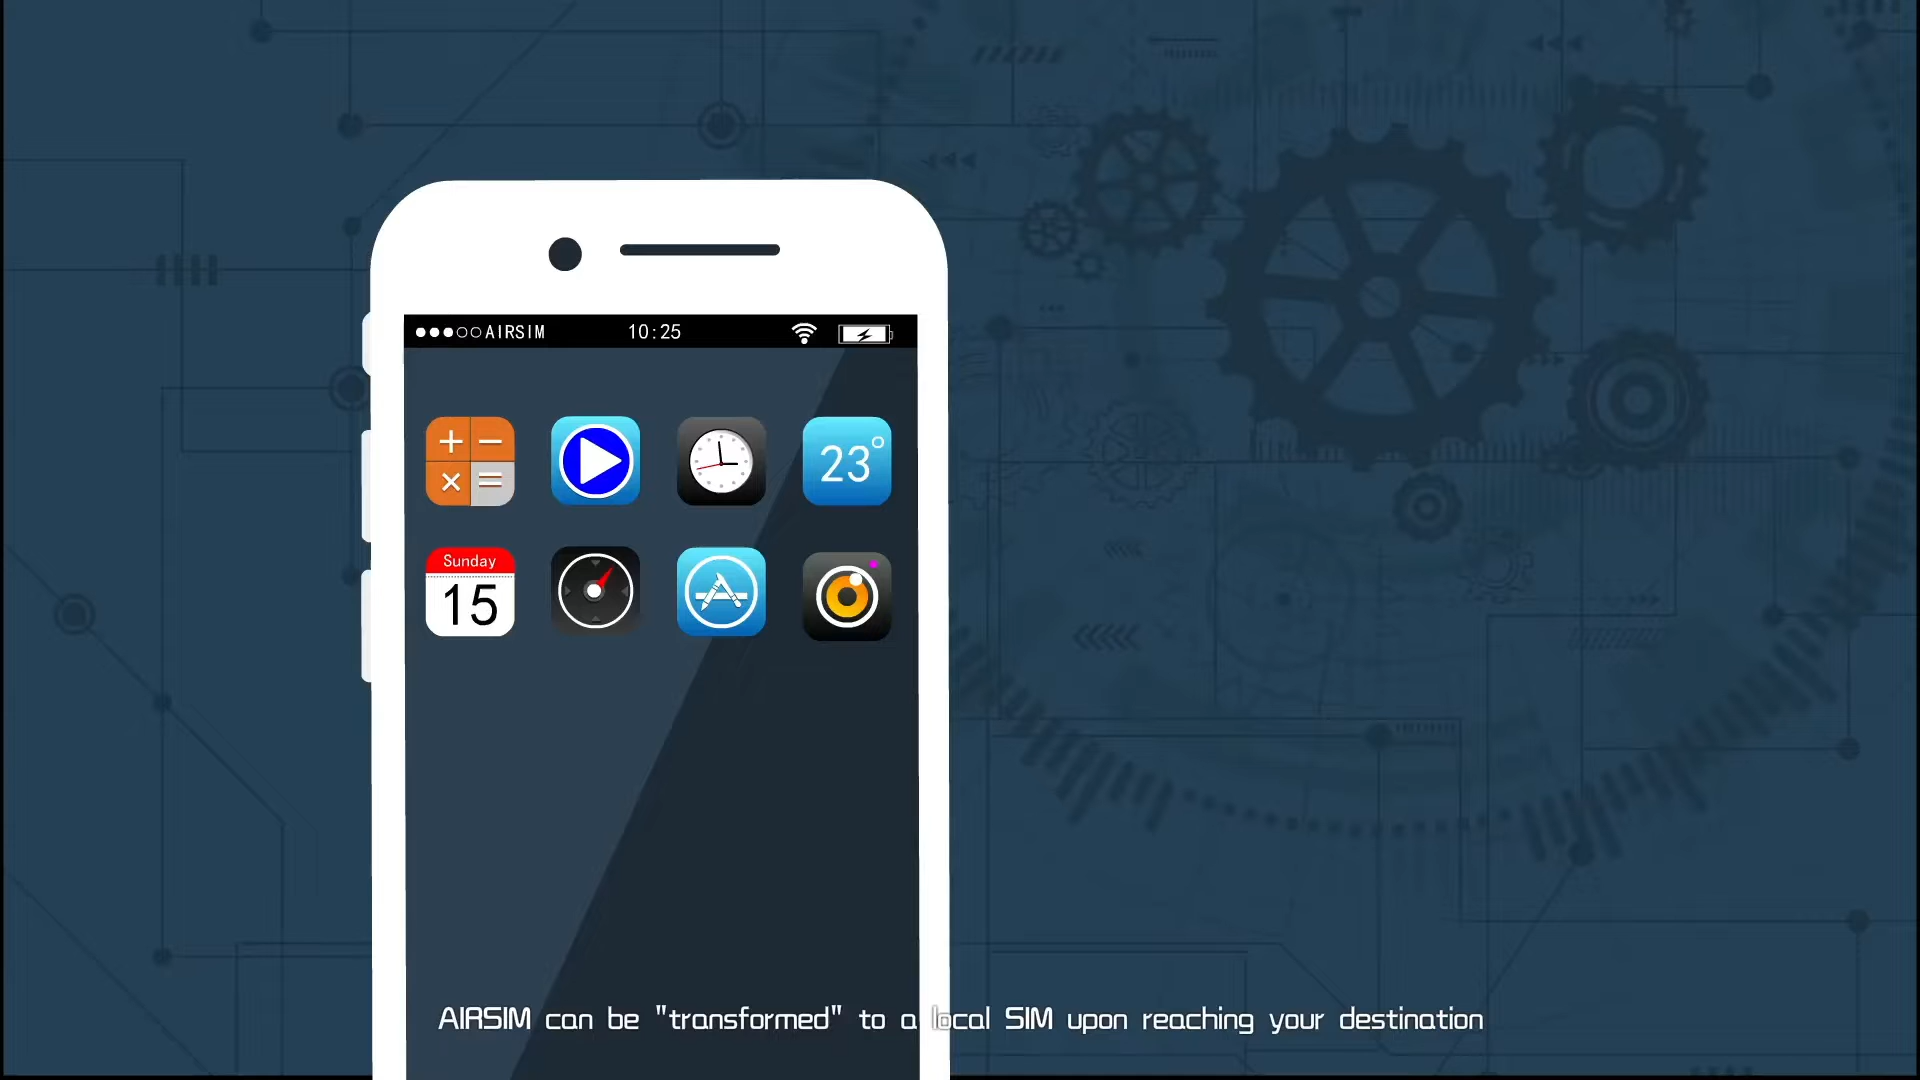 AIRSIM 10:25
23°
Sunday
15
AIRSIM can be "transformed" to a local SIM upon reaching your destination